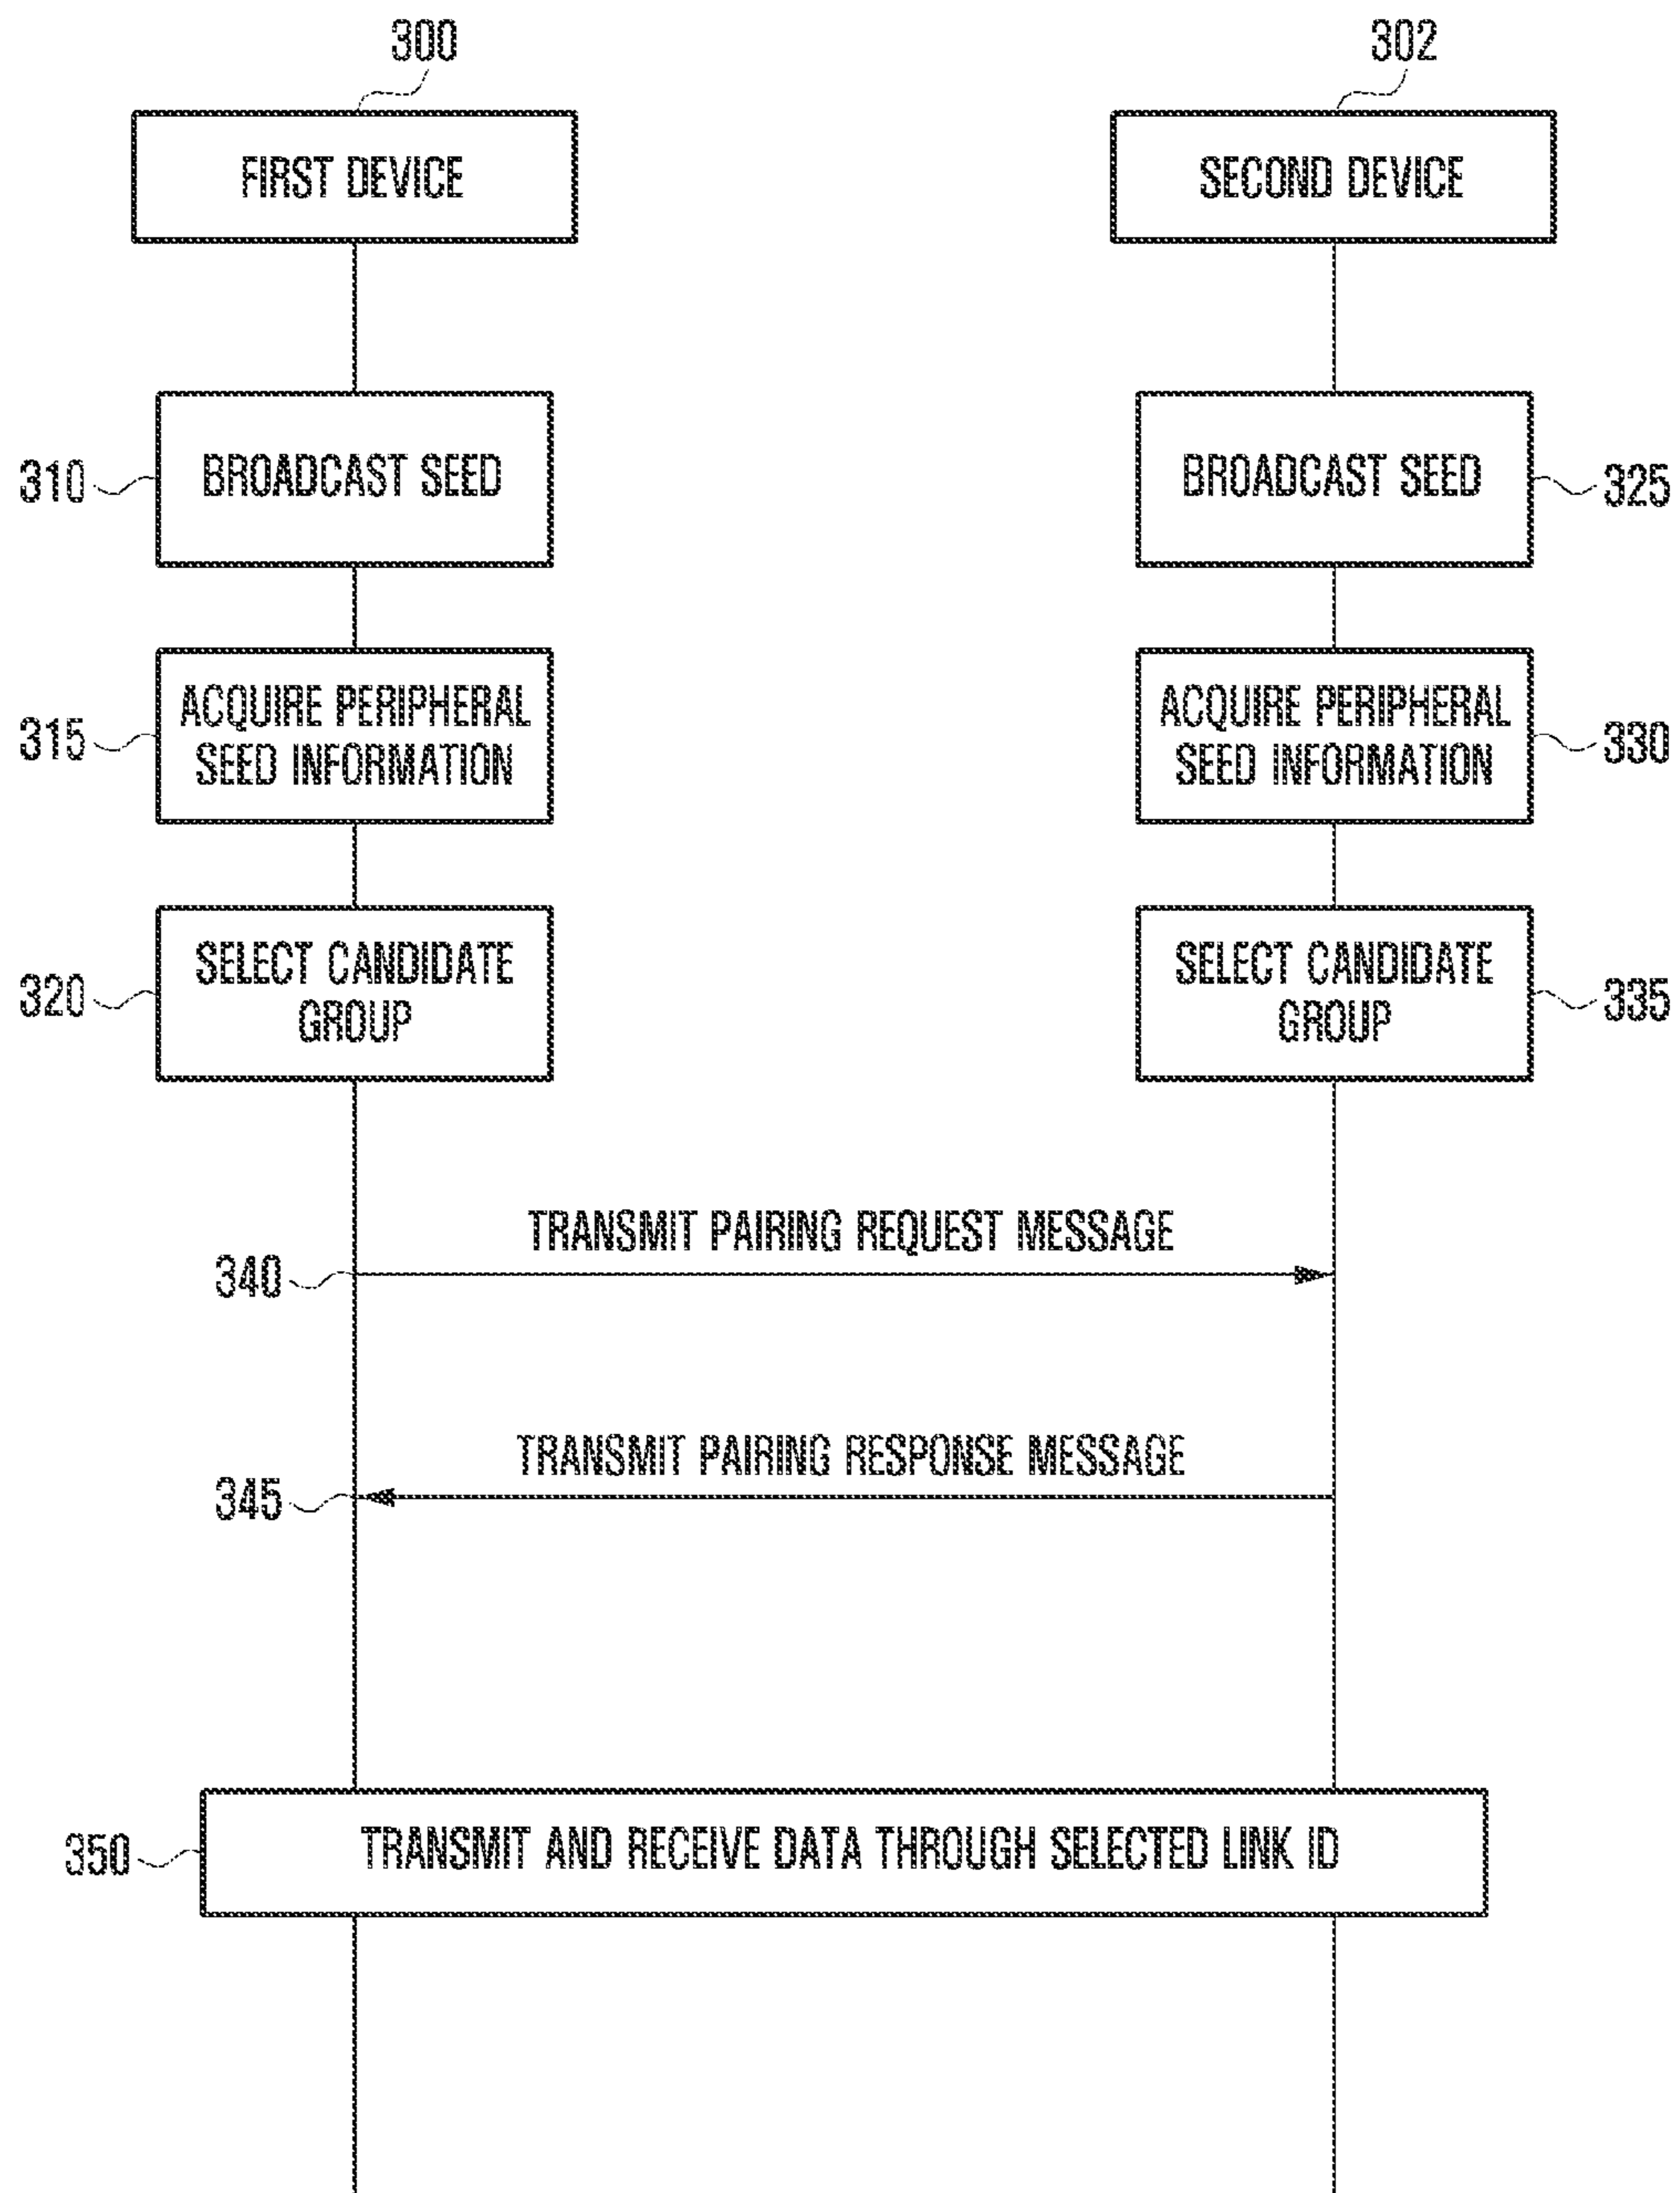 300
302
FIRST DEVICE
SECOND DEVICE
310
BROADCAST SEED
BROADCAST SEED
325
315
ACQUIRE PERIPHERAL
SEED INFORMATION
ACQUIRE PERIPHERAL
SEED INFORMATION
330
320
SELECT CANDIDATE
GROUP
SELECT CANDIDATE
GROUP
335
TRANSMIT PAIRING REQUEST MESSAGE
340
TRANSMIT PAIRING RESPONSE MESSAGE
345
350
TRANSMIT AND RECEIVE DATA THROUGH SELECTED LINK ID